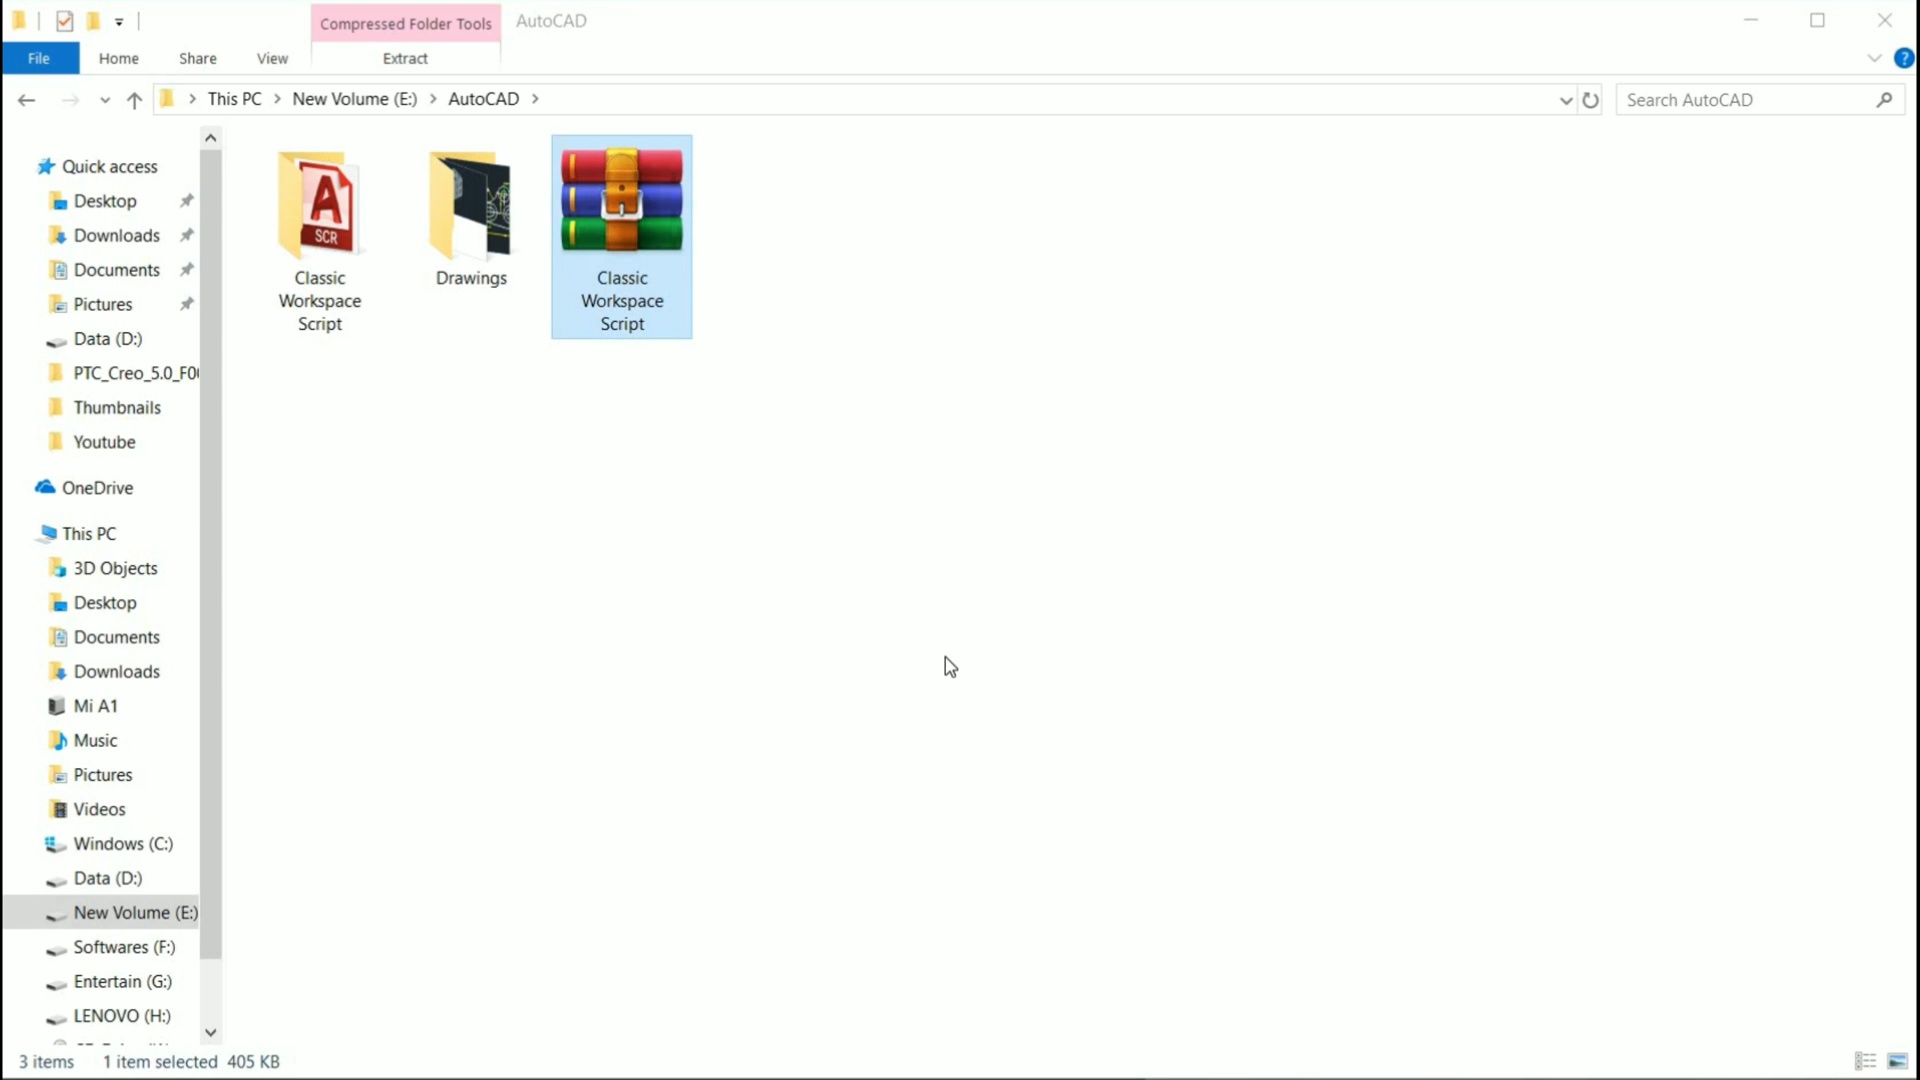 Compressed Folder Tools
AutoCAD
File
Home
Share
View
Extract
?
This PC
New Volume (E:)
AutoCAD
Search AutoCAD
Quick access
Desktop
Downloads
Documents
Pictures
Data (D:)
PTC_Creo_5.0_F0
Thumbnails
Youtube
OneDrive
This PC
3D Objects
Desktop
Documents
Downloads
Mi A1
Music
Pictures
Videos
Windows (C:)
Data (D:)
New Volume (E:)
Softwares (F:)
Entertain (G:)
LENOVO (H:)
A
SCR
Classic
Workspace
Script
Drawings
Classic
Workspace
Script
3 items
1 item selected 405 KB